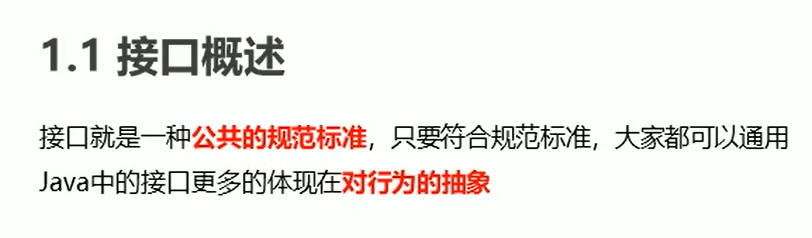 1.1 接口概述
接口就是一种公共的规范标准，只要符合规范标准，大家都可以通用
Java中的接口更多的体现在对行为的抽象